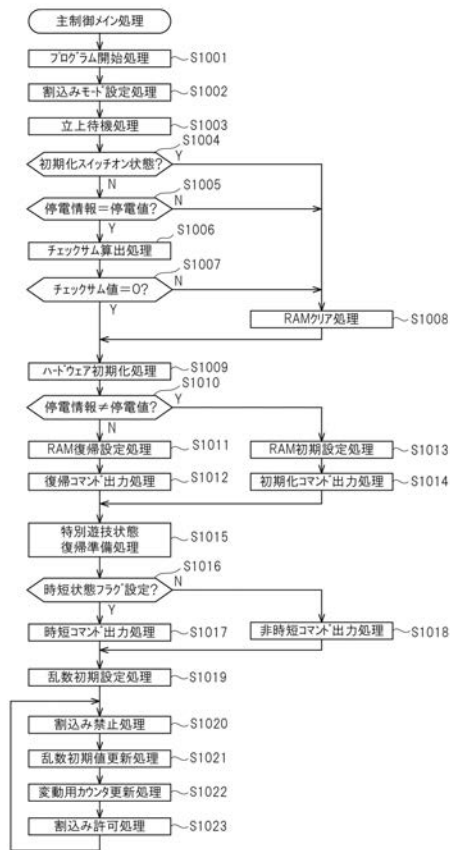 主制御メイン処理
プログラム開始処理 S1001
割込みモード設定処理 S1002
立上待機処理 S1003
S1004
初期化スイッチオン状態? Y
N
S1005
停電情報=停電値? N
Y
S1006
チェックサム算出処理
S1007
チェックサム値=0? N
Y
RAMクリア処理 S1008
S1009
ハードウェア初期化処理
S1010
停電情報≠停電値? Y
N
RAM復帰設定処理 S1011
RAM初期設定処理 S1013
復帰コマンド出力処理 S1012
初期化コマンド出力処理 S1014
特別遊技状態
復帰準備処理
S1015
S1016
時短状態フラグ設定? N
Y
時短コマンド出力処理 S1017
非時短コマンド出力処理 S1018
乱数初期設定処理 S1019
割込み禁止処理 S1020
乱数初期値更新処理 S1021
変動用カウンタ更新処理 S1022
割込み許可処理 S1023